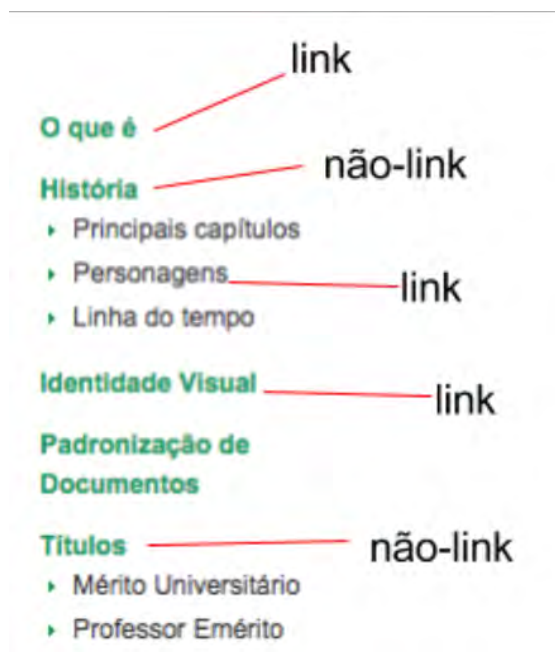 link
O que é
não-link
História
Principais capítulos
Personagens
link
Linha do tempo
Identidade Visual
link
Padronização de
Documentos
Títulos
não-link
Mérito Universitário
Professor Emérito